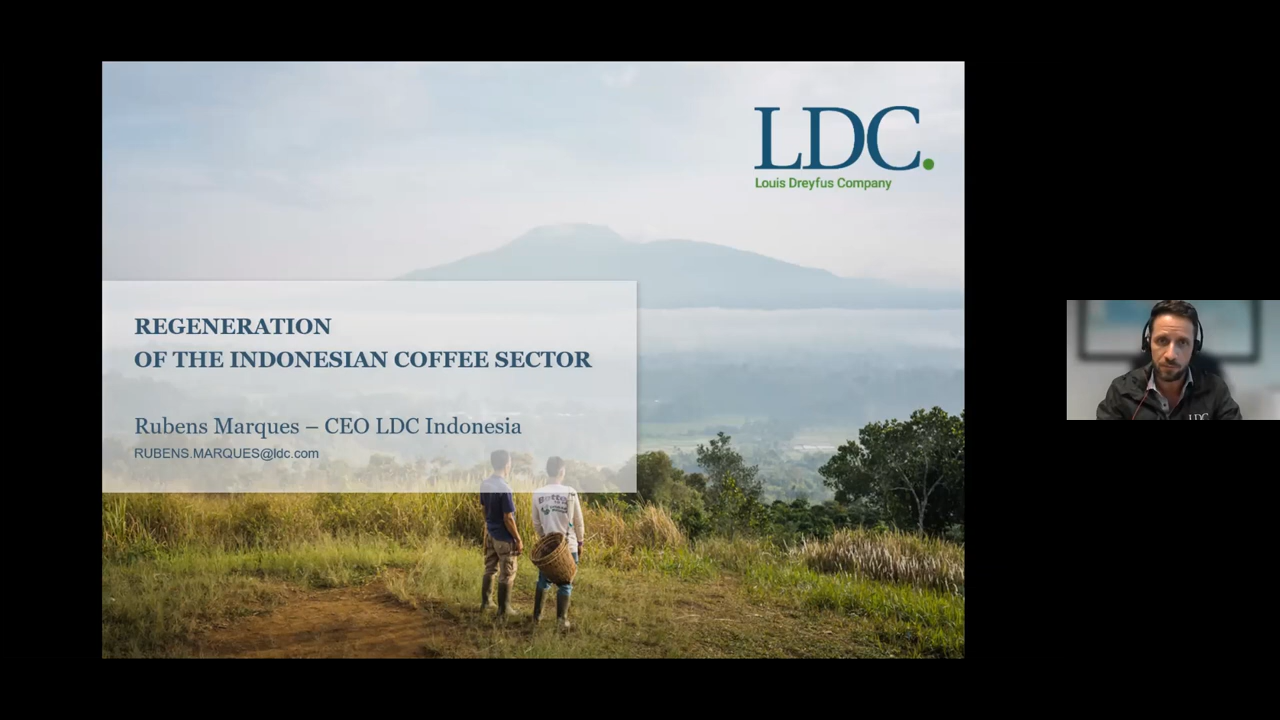 LDC.
Louis Dreyfus Company
REGENERATION
OF THE INDONESIAN COFFEE SECTOR
Rubens Marques – CEO LDC Indonesia
RUBENS.MARQUES@ldc.com
LDC.